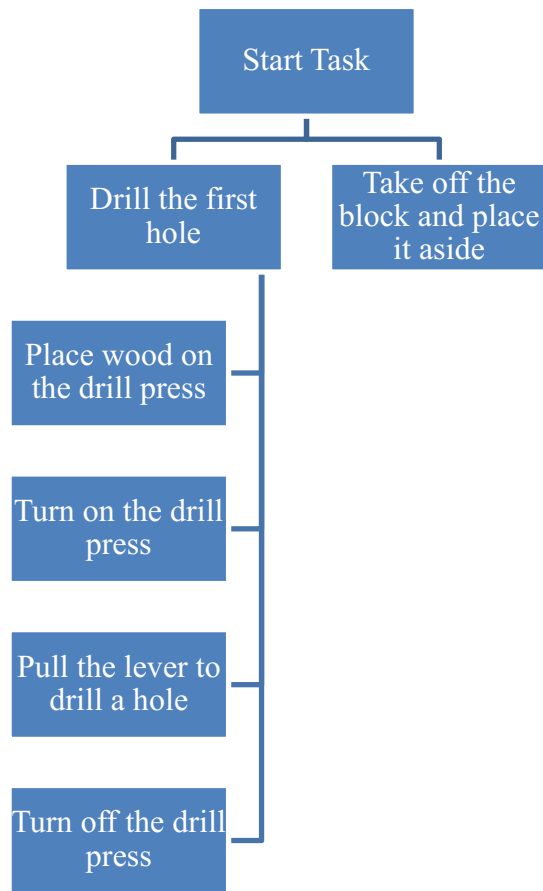 Start Task
Drill the first
hole
Take off the
block and place
it aside
Place wood on
the drill press
Turn on the drill
press
Pull the lever to
drill a hole
Turn off the drill
press